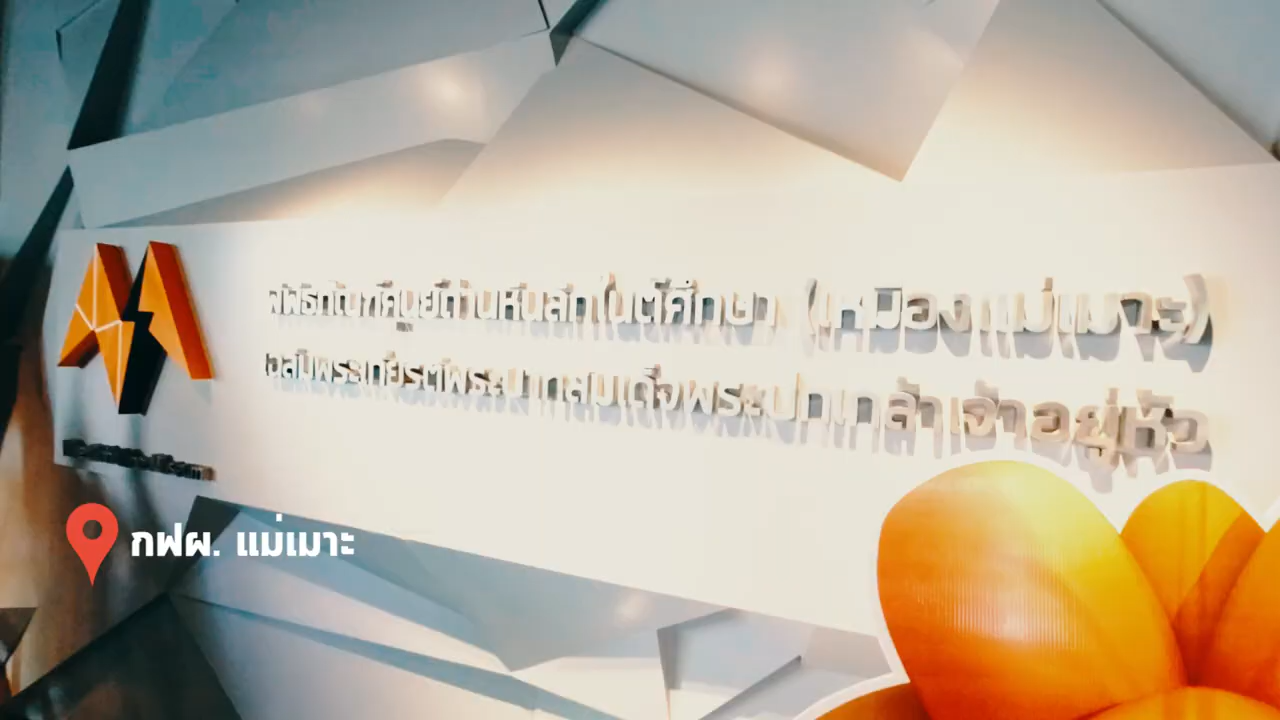 พิพิธภัณฑ์ศูนย์ถ่านหินลิกไนต์ศึกษา (เหมืองแม่เมาะ)
เฉลิมพระเกียรติพระบาทสมเด็จพระปกเกล้าเจ้าอยู่หัว
กฟผ. แม่เมาะ